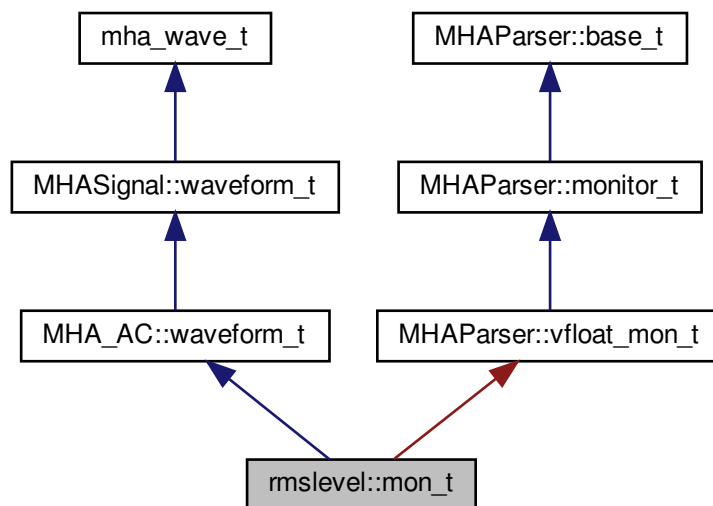 mha_wave_t
MHAParser::base_t
MHASignal::waveform_t
MHAParser::monitor_t
MHA_AC::waveform_t
MHAParser::vfloat_mon_t
rmslevel::mon_t